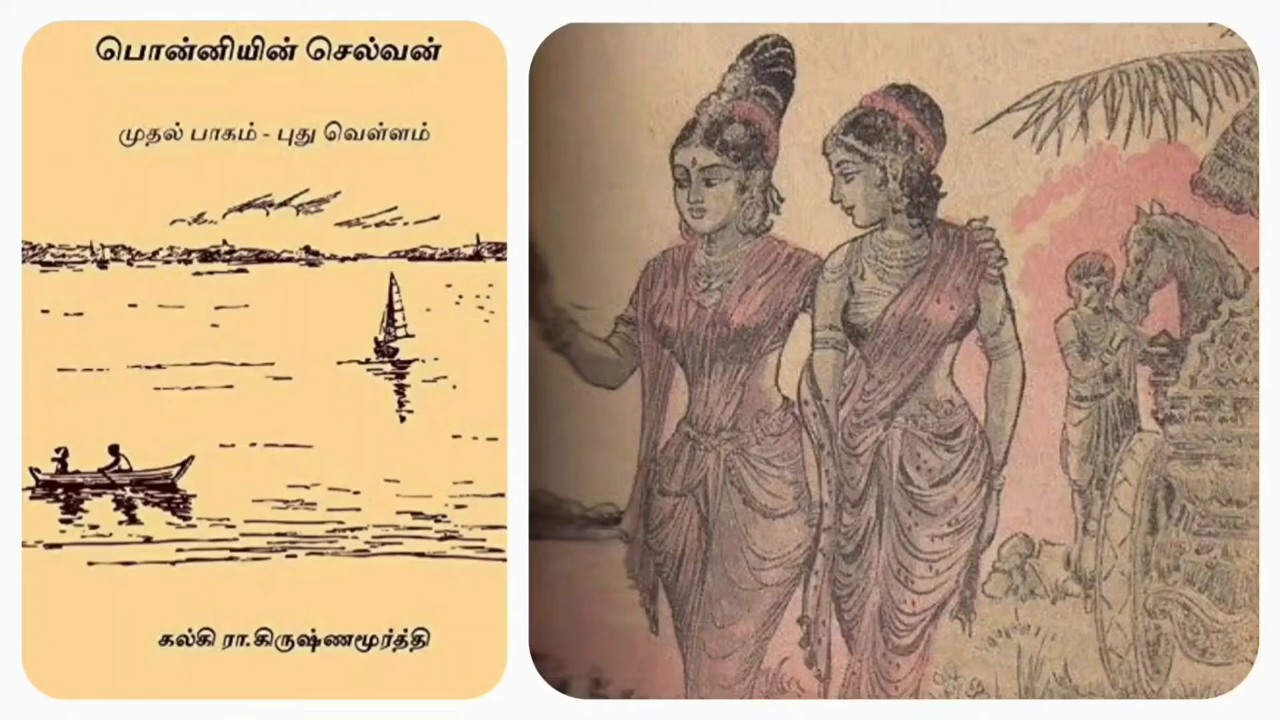 பொன்னியின் செல்வன்
முதல் பாகம் - புது வெள்ளம்
கல்கி ரா.கிருஷ்ணமூர்த்தி